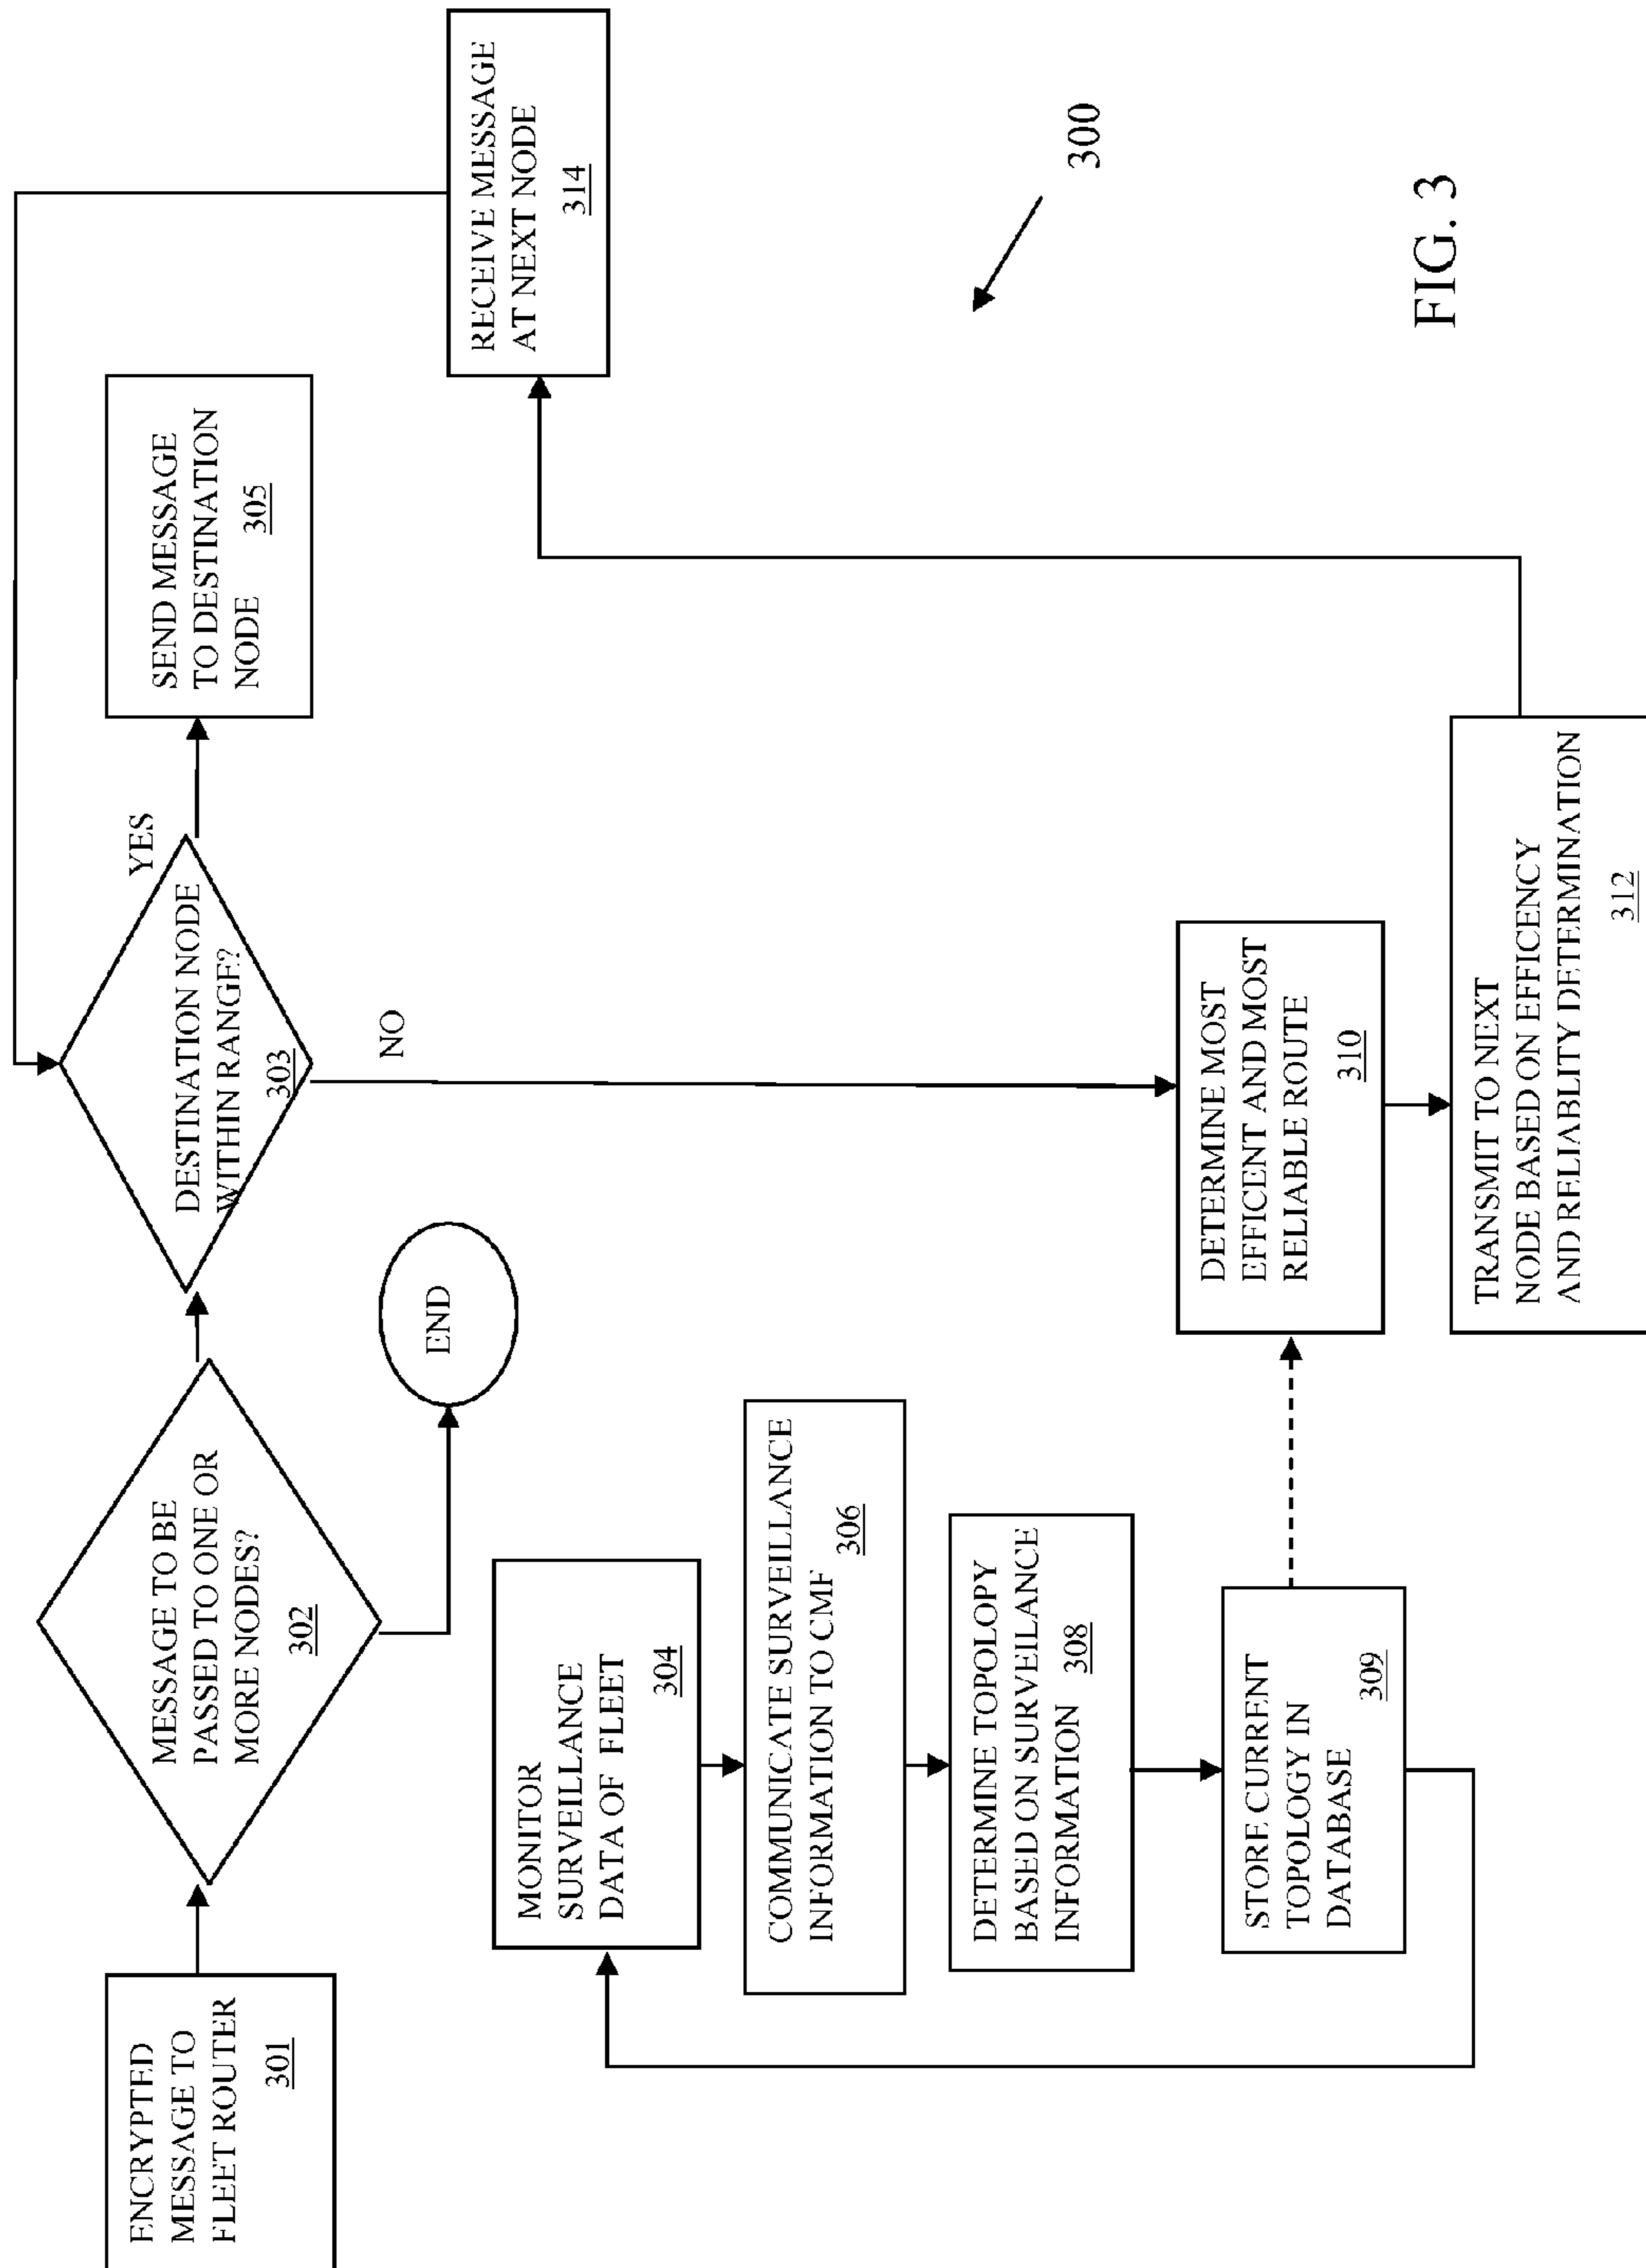 ENCRYPTED
MESSAGE TO
FLEET ROUTER
301
MESSAGE TO BE
PASSED TO ONE OR
MORE NODES?
302
END
DESTINATION NODE
WITHIN RANGE?
303
YES
NO
SEND MESSAGE
TO DESTINATION
NODE
305
RECEIVE MESSAGE
AT NEXT NODE
314
MONITOR
SURVEILLANCE
DATA OF FLEET
304
COMMUNICATE SURVEILLANCE
INFORMATION TO CMF
306
DETERMINE TOPOLOPY
BASED ON SURVEILANCE
INFORMATION
308
STORE CURRENT
TOPOLOGY IN
DATABASE
309
DETERMINE MOST
EFFICENT AND MOST
RELIABLE ROUTE
310
TRANSMIT TO NEXT
NODE BASED ON EFFICENCY
AND RELIABLITY DETERMINATION
312
300
FIG. 3